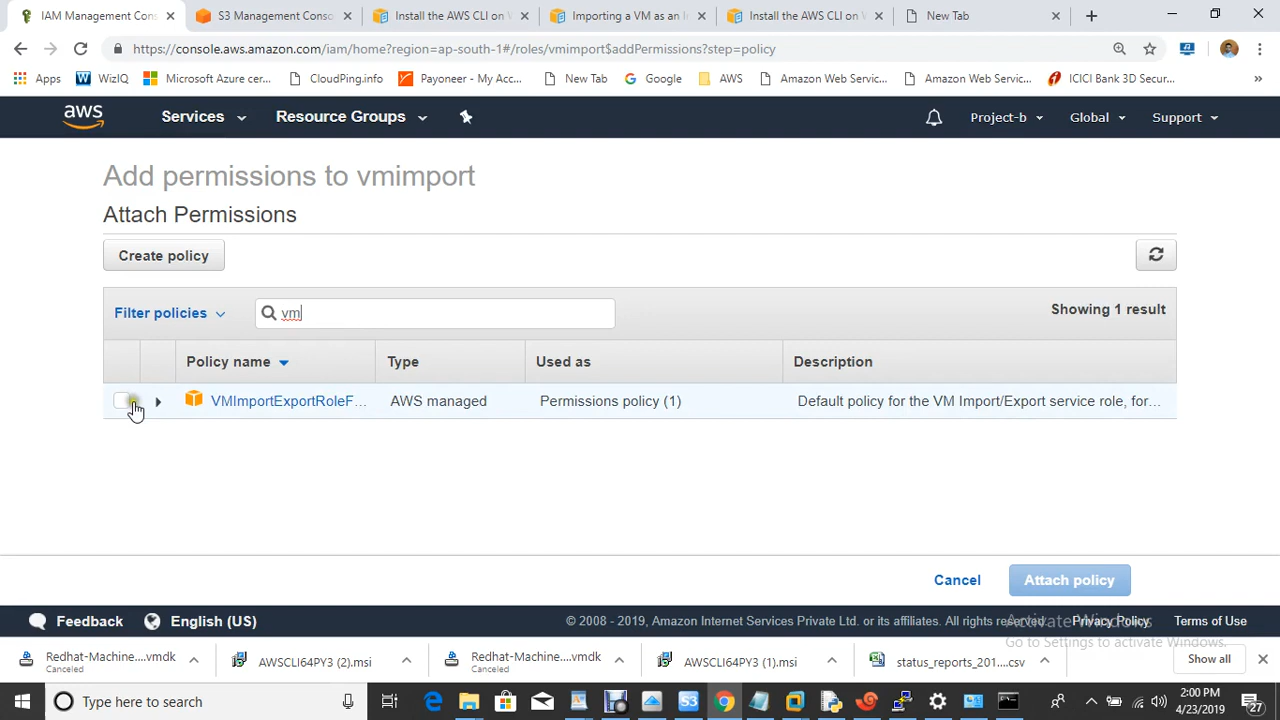 IAM Management Cons
S3 Management Conso
Install the AWS CLI on W
Importing a VM as an I
Install the AWS CLI on W
New Tab
https://console.aws.amazon.com/iam/home?region=ap-south-1#/roles/vmimport$addPermissions?step=policy
Apps
WizIQ
Microsoft Azure cer...
CloudPing.info
Payoneer - My Acc...
New Tab
Google
AWS
Amazon Web Servic...
Amazon Web Servic...
ICICI Bank 3D Secur...
»
aws
Services
Resource Groups
Project-b
Global
Support
Add permissions to vmimport
Attach Permissions
Create policy
Filter policies
vm
Showing 1 result
Policy name
Type
Used as
Description
VMImportExportRoleF...
AWS managed
Permissions policy (1)
Default policy for the VM Import/Export service role, for...
Cancel
Attach policy
Feedback
English (US)
© 2008 - 2019, Amazon Internet Services Private Ltd. or its affiliates. All rights reserved.
Privacy Policy
Terms of Use
Activate Windows
Go to Settings to activate Windows.
Redhat-Machine....vmdk
Canceled
AWSCLI64PY3 (2).msi
Redhat-Machine....vmdk
Canceled
AWSCLI64PY3 (1).msi
status_reports_201....csv
Show all
Type here to search
2:00 PM
4/23/2019
27